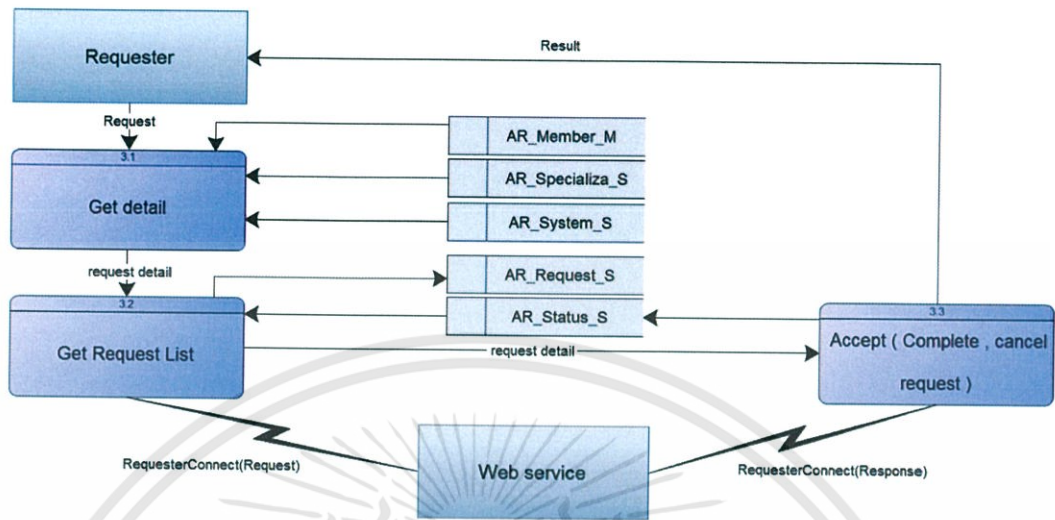 Requester
Result
Request
AR_Member_M
3.1
AR_Specializa_S
Get detail
AR_System_S
request detail
AR_Request_S
3.2
AR_Status_S
3.3
Get Request List
request detail
Accept ( Complete , cancel
request )
RequesterConnect(Request)
Web service
RequesterConnect(Response)